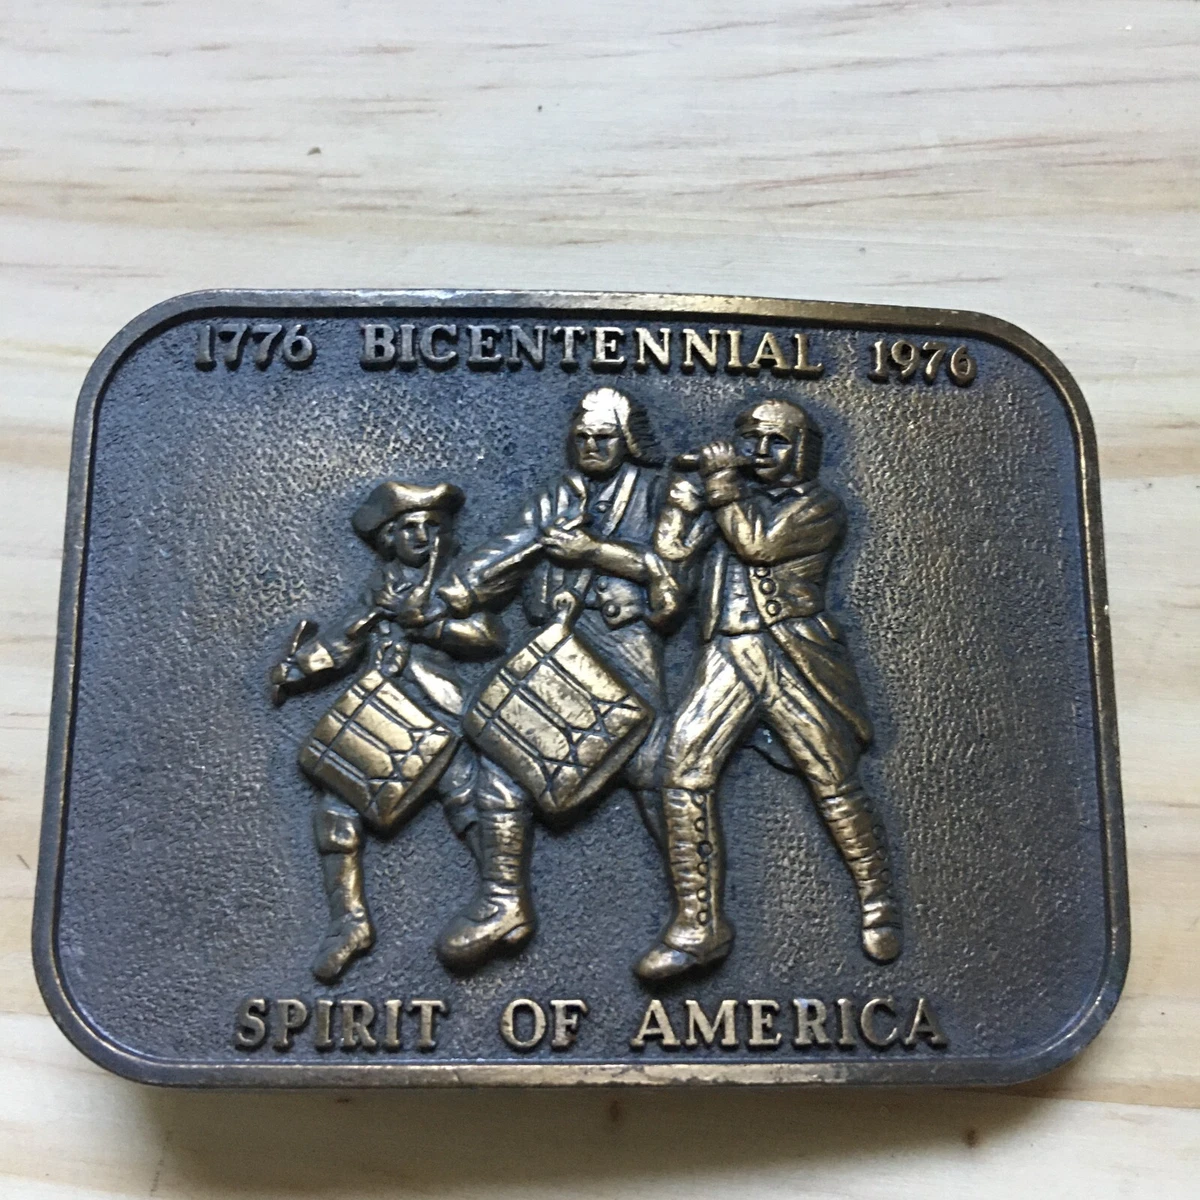 1776 BICENTENNIAL 1976
SPIRIT OF AMERICA